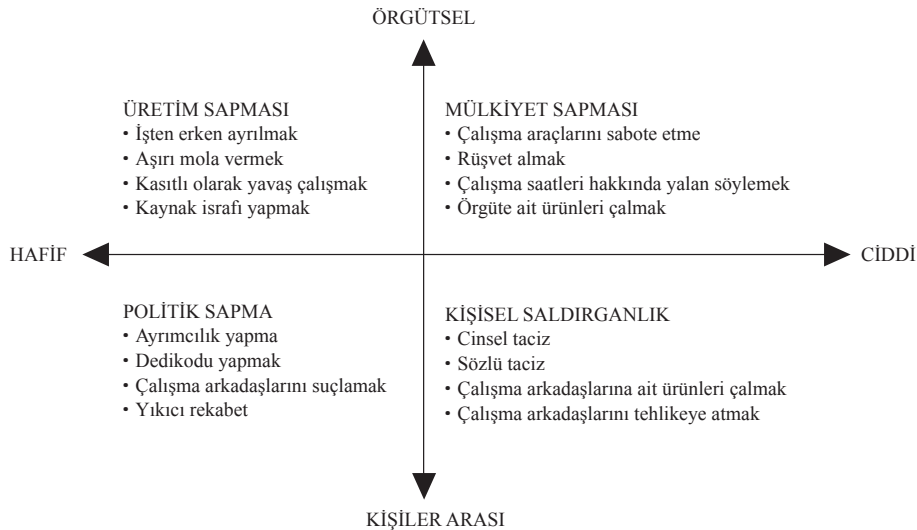 ÖRGÜTSEL
ÜRETİM SAPMASI
• İşten erken ayrılmak
• Aşırı mola vermek
• Kasıtlı olarak yavaş çalışmak
• Kaynak israfı yapmak
MÜLKİYET SAPMASI
• Çalışma araçlarını sabote etme
• Rüşvet almak
• Çalışma saatleri hakkında yalan söylemek
• Örgüte ait ürünleri çalmak
HAFİF
CİDDİ
POLİTİK SAPMA
• Ayrımcılık yapma
• Dedikodu yapmak
• Çalışma arkadaşlarını suçlamak
• Yıkıcı rekabet
KİŞİSEL SALDIRGANLIK
• Cinsel taciz
• Sözlü taciz
• Çalışma arkadaşlarına ait ürünleri çalmak
• Çalışma arkadaşlarını tehlikeye atmak
KİŞİLER ARASI